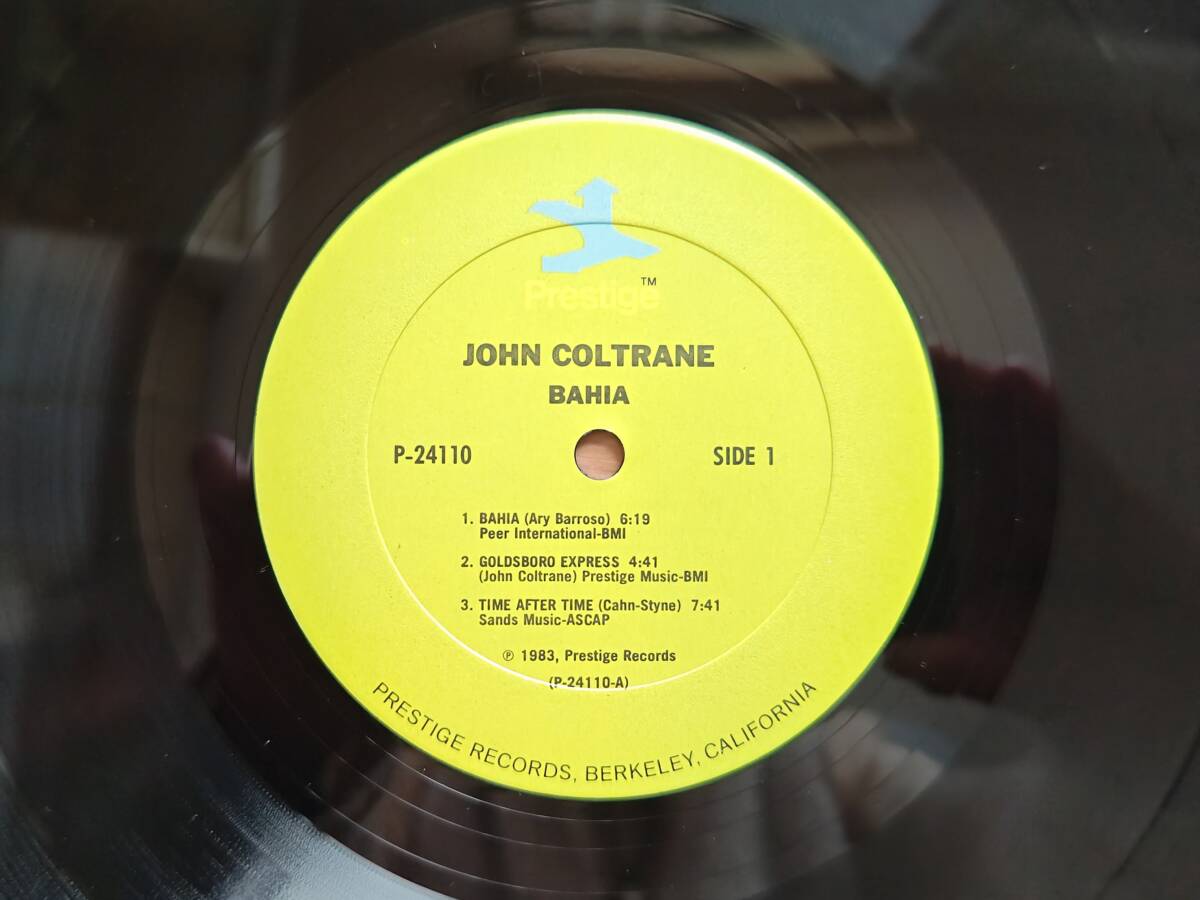 Prestige ™
JOHN COLTRANE
BAHIA
P-24110 SIDE 1
1. BAHIA (Ary Barroso) 6:19
Peer International-BMI
2. GOLDSBORO EXPRESS 4:41
(John Coltrane) Prestige Music-BMI
3. TIME AFTER TIME (Cahn-Styne) 7:41
Sands Music-ASCAP
℗ 1983, Prestige Records
(P-24110-A)
PRESTIGE RECORDS, BERKELEY, CALIFORNIA